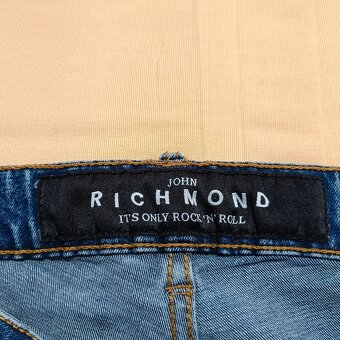 JOHN
RICHMOND
IT'S ONLY ROCK 'N' ROLL